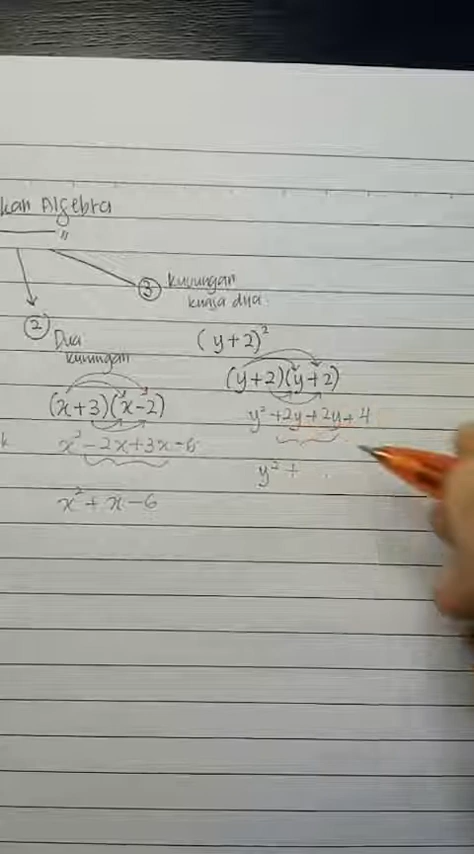 kan Algebra
③ kurungan
kuasa dua
② Dua
kurungan
(x+3)(x-2)
x² - 2x + 3x - 6
x² + x - 6
(y+2)²
(y+2)(y+2)
y² + 2y + 2y + 4
y² +
k